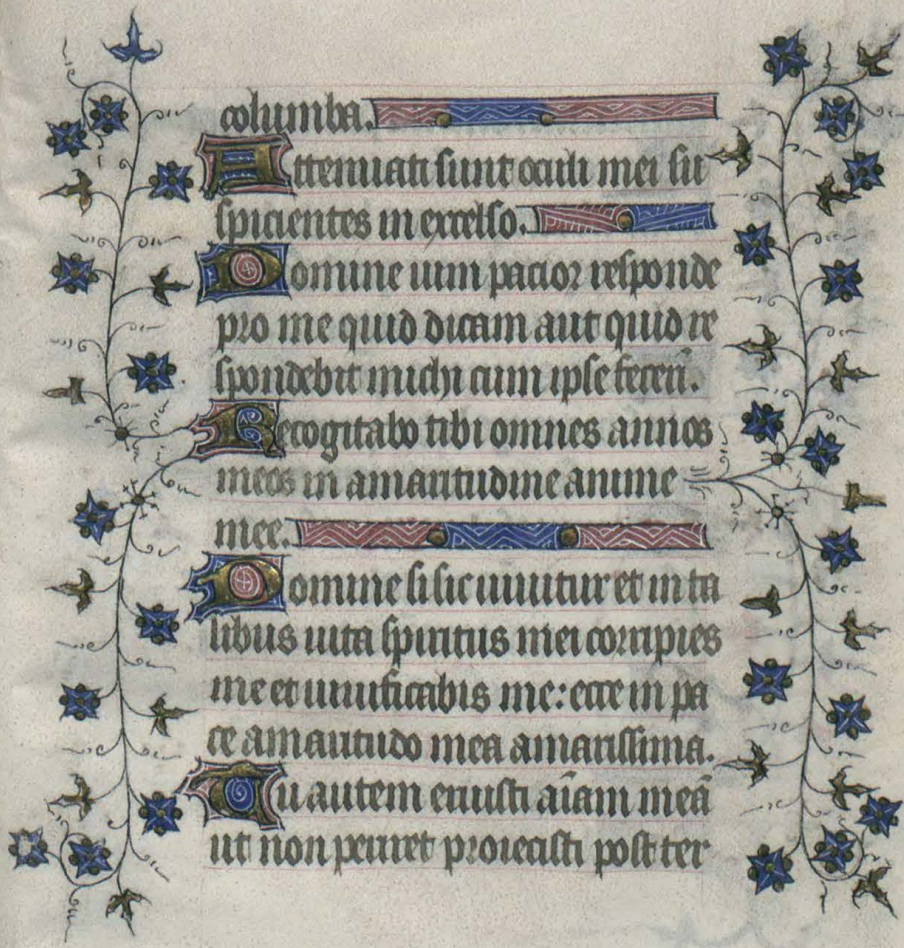 columba.
Attenuati sunt oculi mei su
spicientes in excelso.
Domine uim patior responde
pro me quid dicam aut quid re
spondebit michi cum ipse fecerī.
Recogitabo tibi omnes annos
meos in amaritudine anime
mee.
Domine si sic uiuitur et in ta
libus uita spiritus mei corripies
me et uiuificabis me: ecce in pa
ce amaritudo mea amarissima.
Tu autem eruisti aīam meā
ut non periret proiecisti post ter